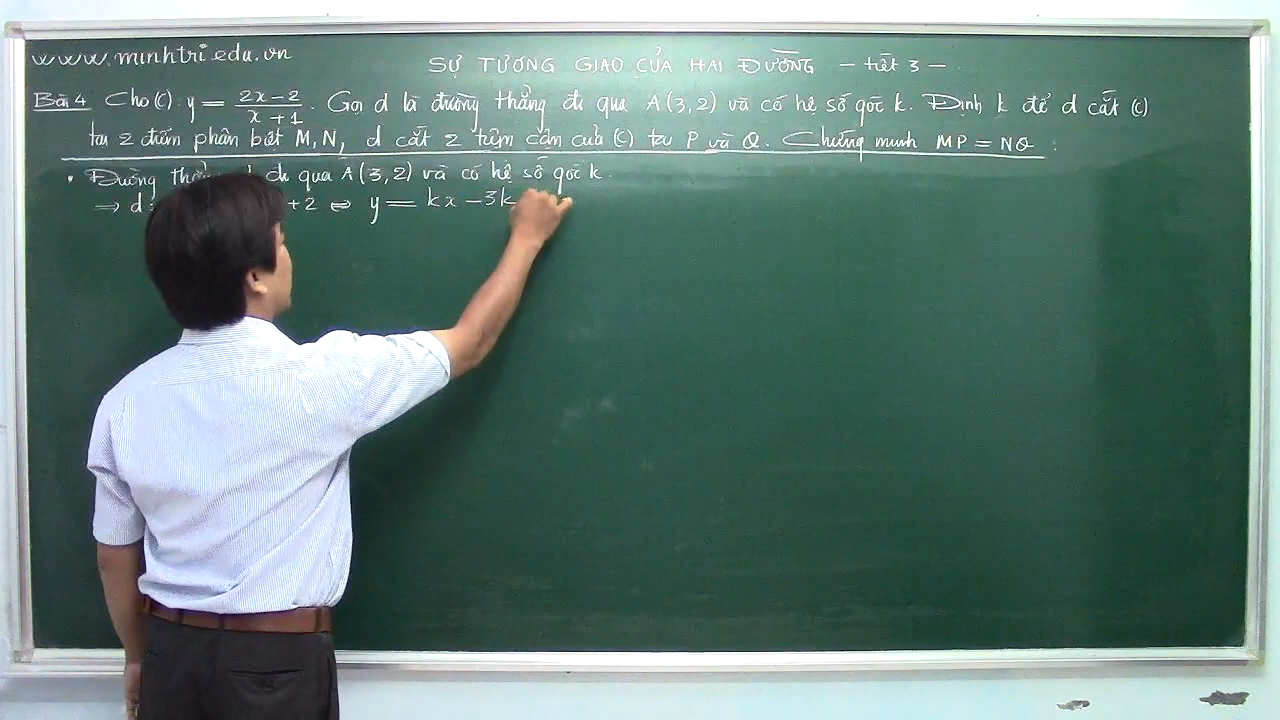 www.minhtri.edu.vn
SỰ TƯƠNG GIAO CỦA HAI ĐƯỜNG – tiết 3 –
Bài 4 Cho (C): y = (2x-2)/(x+1). Gọi d là đường thẳng đi qua A(3,2) và có hệ số góc k. Định k để d cắt (C)
tại 2 điểm phân biệt M, N, d cắt 2 tiệm cận của (C) tại P và Q. Chứng minh MP = NQ
• Đường d đi qua A(3,2) và có hệ số góc k.
⇒ d +2 ⇔ y = kx - 3k